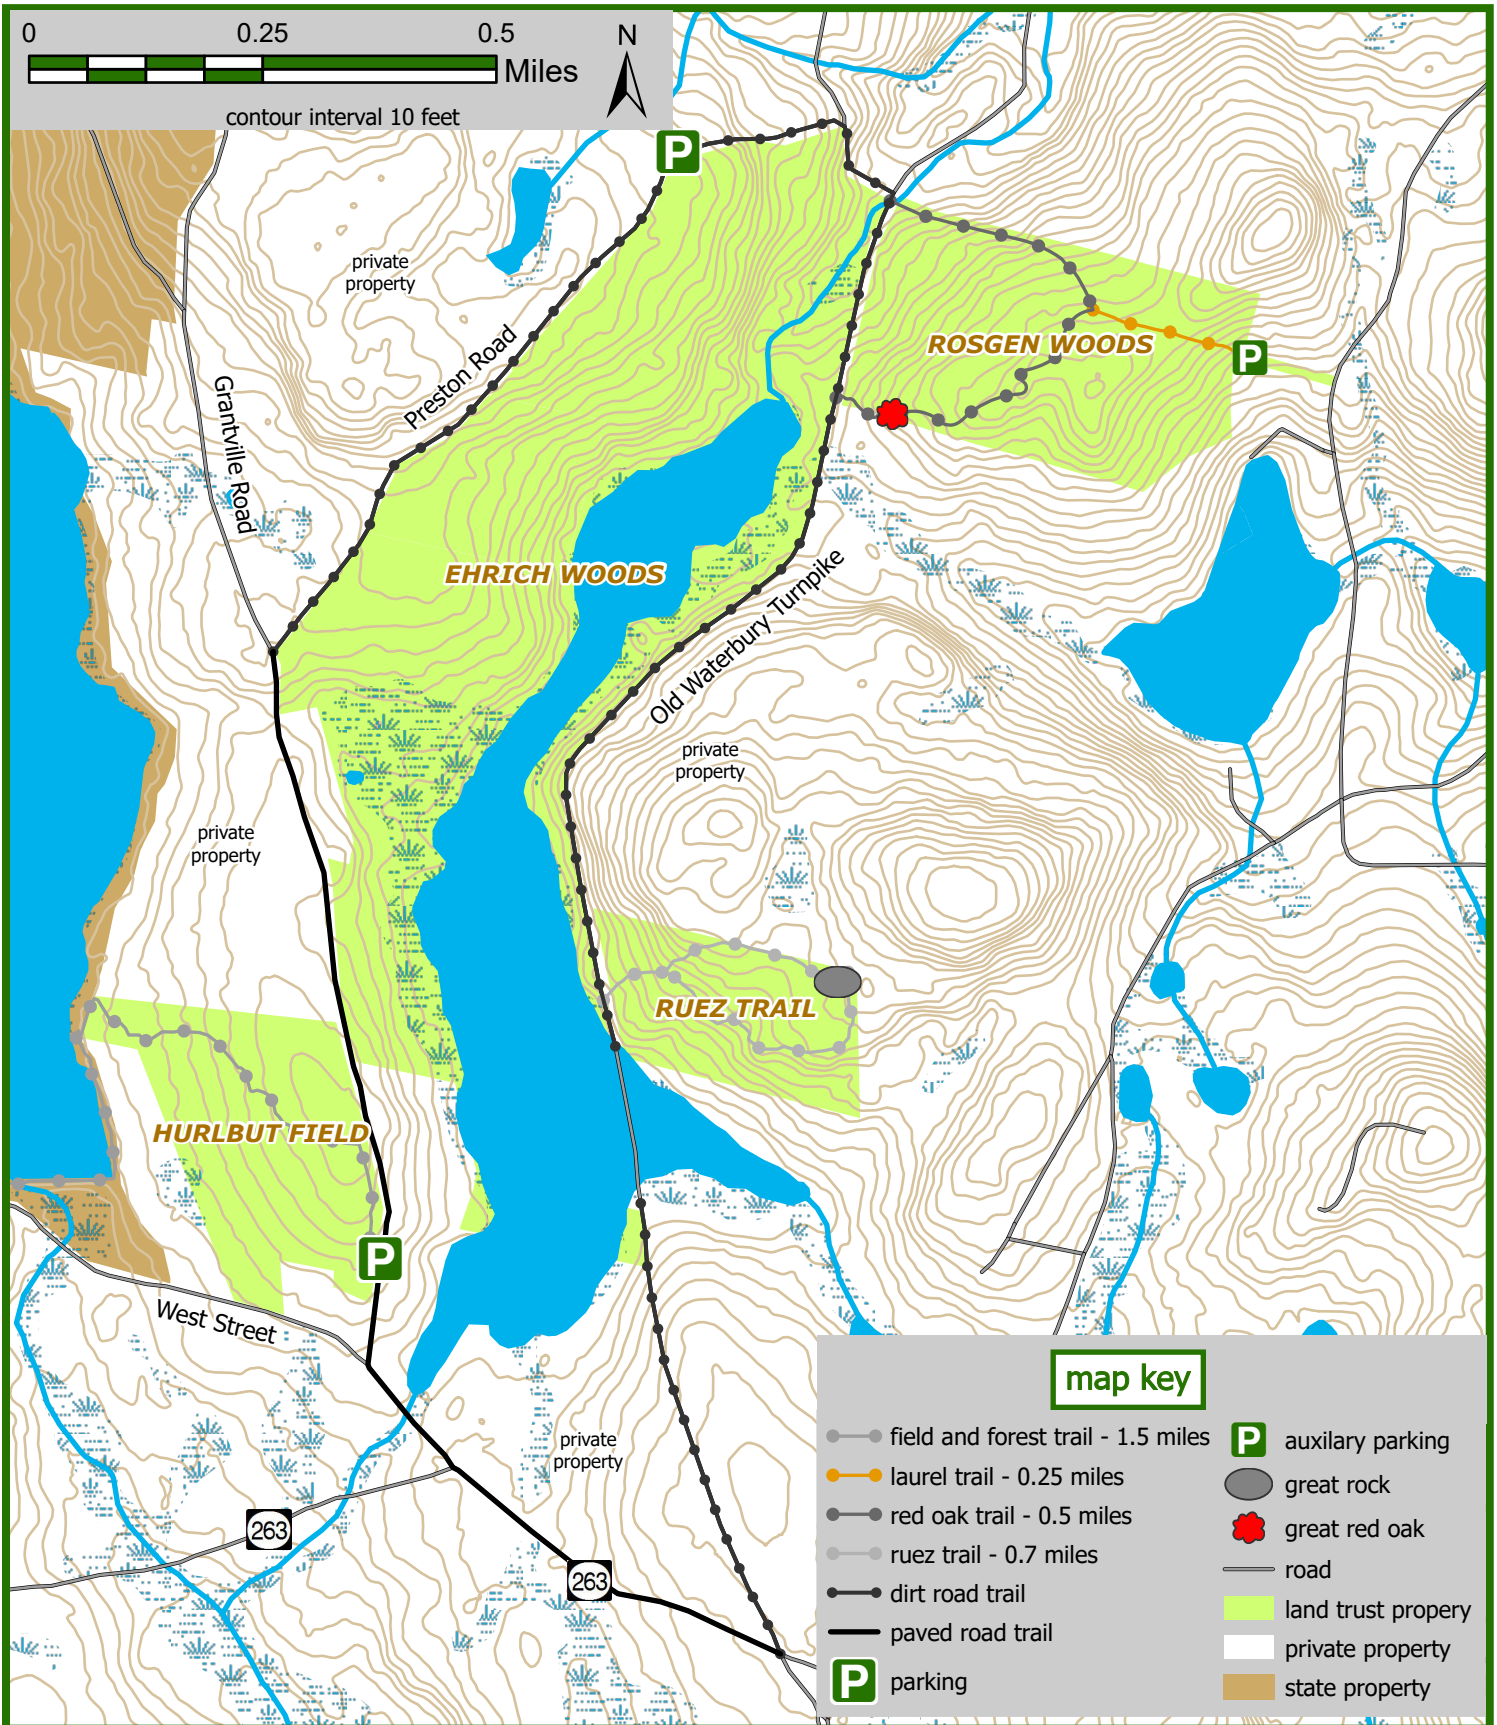 0 0.25 0.5
Miles
N
contour interval 10 feet
P
private
property
Preston Road
Grantville Road
ROSGEN WOODS
P
EHRICH WOODS
Old Waterbury Turnpike
private
property
private
property
RUEZ TRAIL
HURLBUT FIELD
P
West Street
private
property
263
263
map key
field and forest trail - 1.5 miles
laurel trail - 0.25 miles
red oak trail - 0.5 miles
ruez trail - 0.7 miles
dirt road trail
paved road trail
P parking
P auxilary parking
great rock
great red oak
road
land trust propery
private property
state property